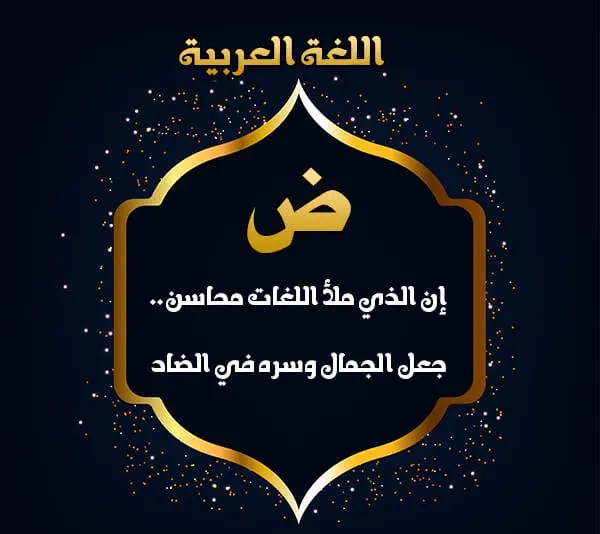 اللغة العربية
ض
إن الذي ملأ اللغات محاسن..
جعل الجمال وسره في الضاد